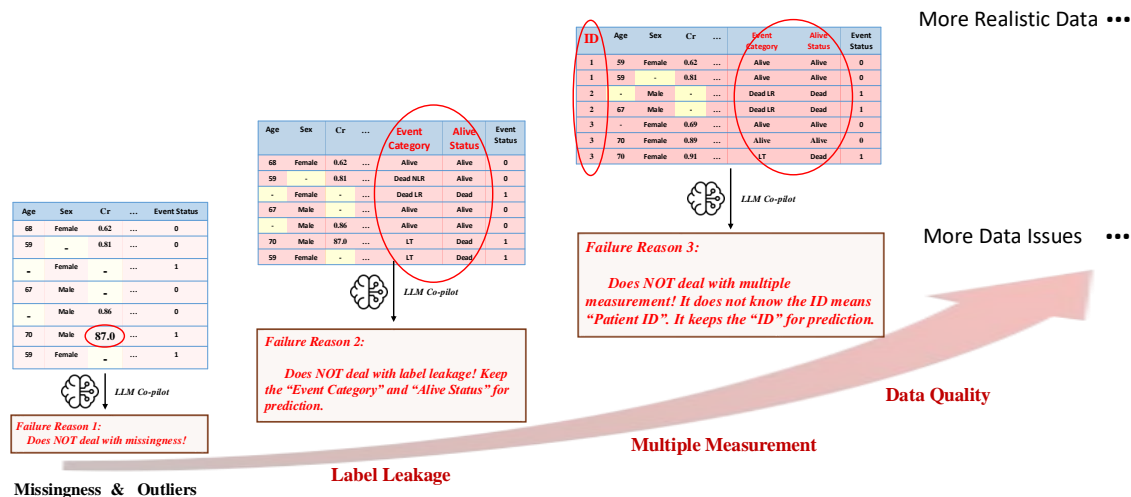 More Realistic Data •••
ID Age Sex Cr ... Event Category Alive Status Event Status
1 59 Female 0.62 ... Alive Alive 0
1 59 - 0.81 ... Alive Alive 0
2 - Male - ... Dead LR Dead 1
2 67 Male - ... Dead LR Dead 1
3 - Female 0.69 ... Alive Alive 0
3 70 Female 0.89 ... Alive Alive 0
3 70 Female 0.91 ... LT Dead 1
LLM Co-pilot
Failure Reason 3:
Does NOT deal with multiple
measurement! It does not know the ID means
“Patient ID”. It keeps the “ID” for prediction.
More Data Issues •••
Age Sex Cr ... Event Category Alive Status Event Status
68 Female 0.62 ... Alive Alive 0
59 - 0.81 ... Dead NLR Alive 0
- Female - ... Dead LR Dead 1
67 Male - ... Alive Alive 0
- Male 0.86 ... Alive Alive 0
70 Male 87.0 ... LT Dead 1
59 Female - ... LT Dead 1
LLM Co-pilot
Failure Reason 2:
Does NOT deal with label leakage! Keep
the “Event Category” and “Alive Status” for
prediction.
Age Sex Cr ... Event Status
68 Female 0.62 ... 0
59 - 0.81 ... 0
- Female - ... 1
67 Male - ... 0
- Male 0.86 ... 0
70 Male 87.0 ... 1
59 Female - ... 1
LLM Co-pilot
Failure Reason 1:
Does NOT deal with missingness!
Missingness & Outliers
Label Leakage
Multiple Measurement
Data Quality